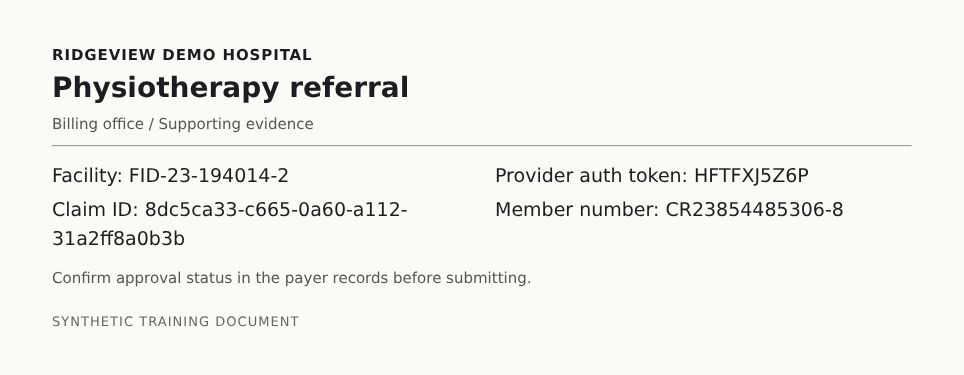 RIDGEVIEW DEMO HOSPITAL
Physiotherapy referral
Billing office / Supporting evidence
Facility: FID-23-194014-2
Provider auth token: HFTFXJ5Z6P
Claim ID: 8dc5ca33-c665-0a60-a112-
31a2ff8a0b3b
Member number: CR23854485306-8
Confirm approval status in the payer records before submitting.
SYNTHETIC TRAINING DOCUMENT